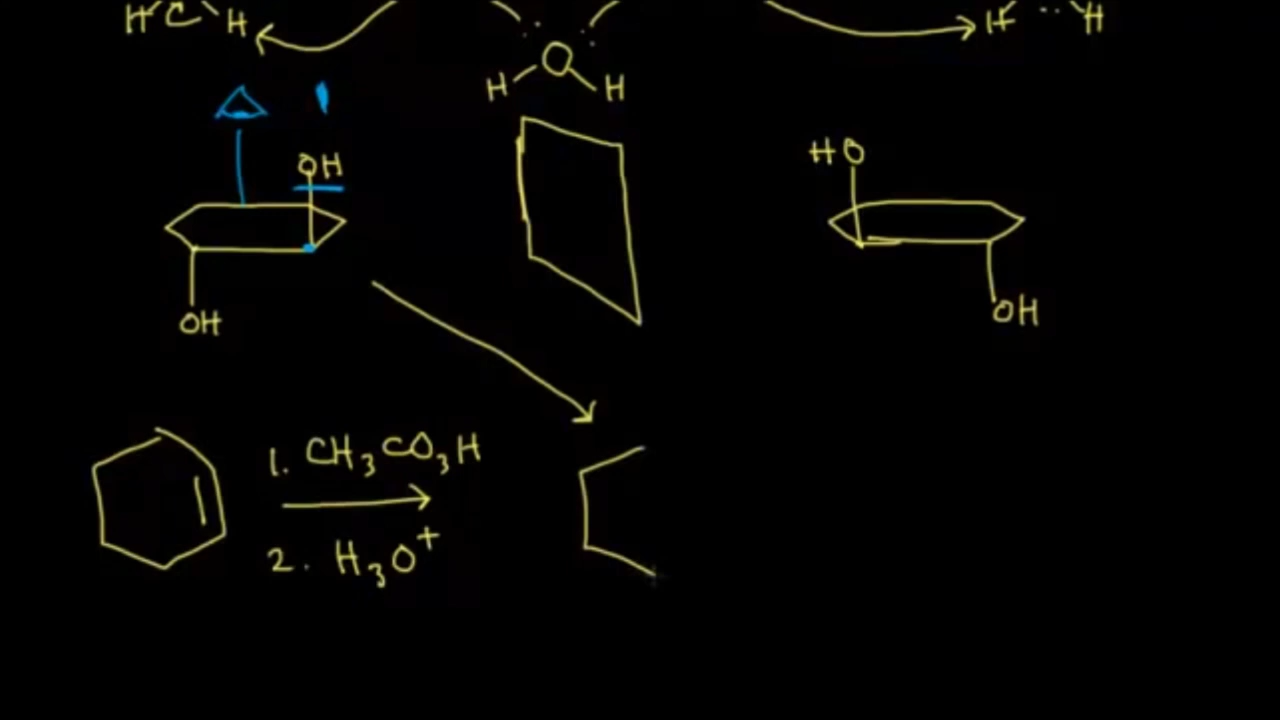 H C H
H H
O
H H
OH
HO
OH
OH
1. CH₃CO₃H
2. H₃O⁺